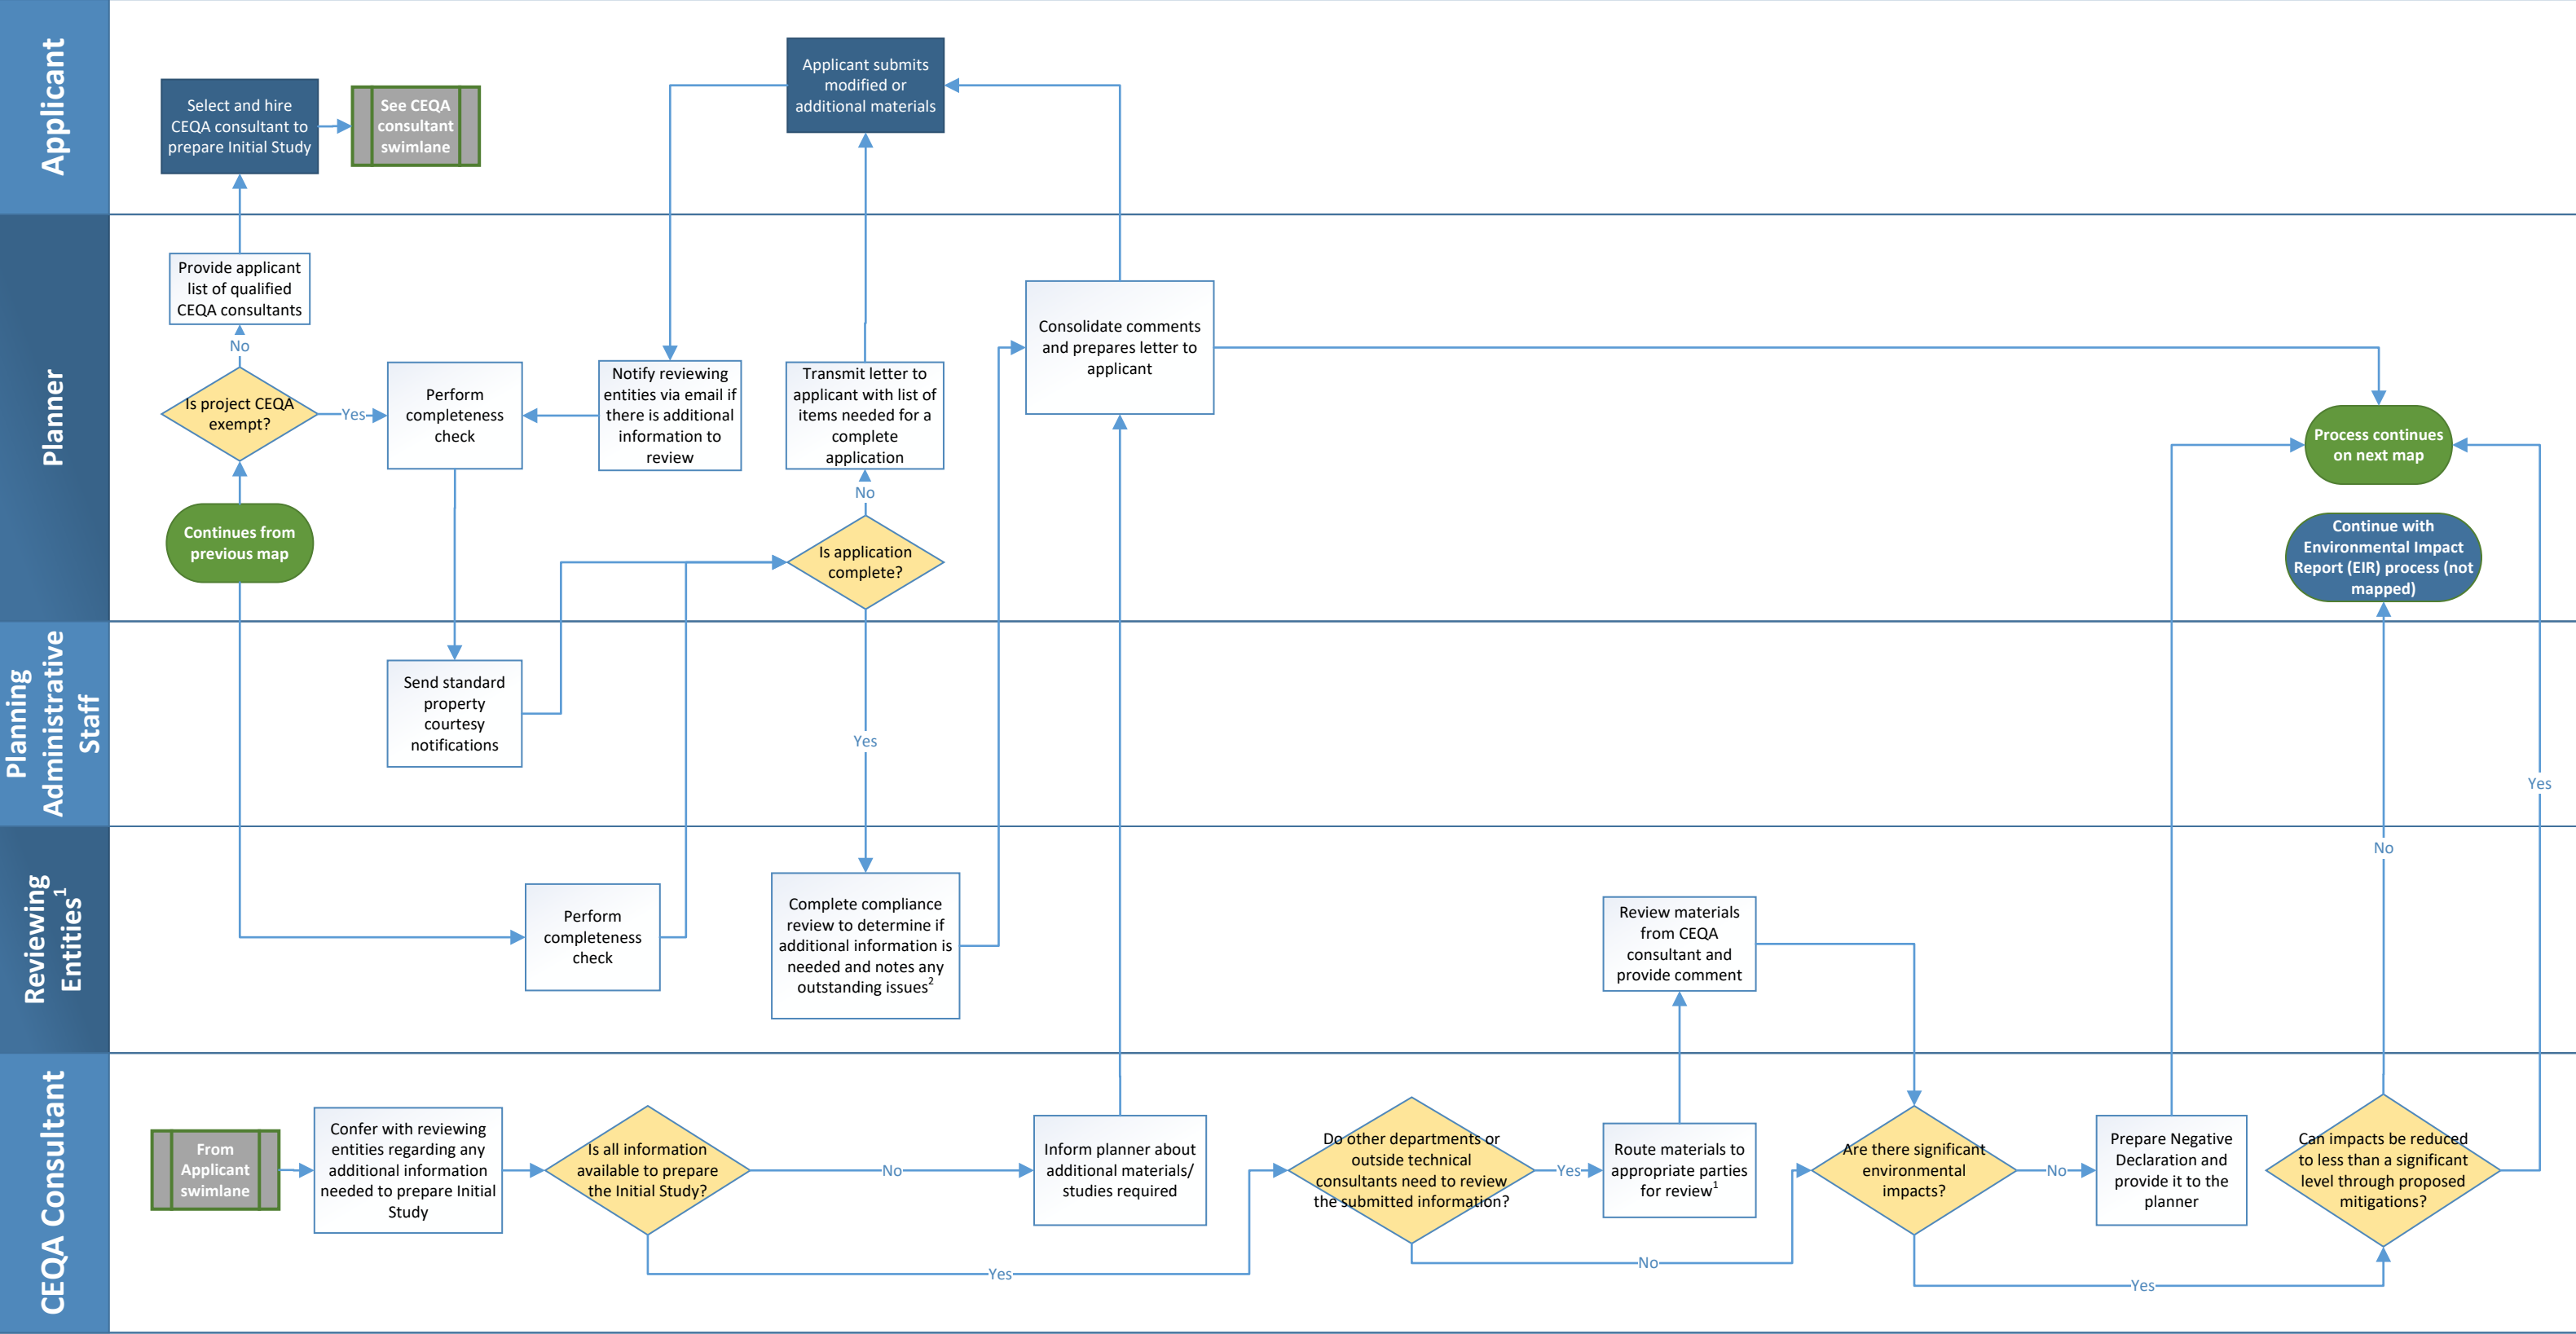 Applicant
Select and hire
CEQA consultant to
prepare Initial Study
See CEQA
consultant
swimlane
Applicant submits
modified or
additional materials
Planner
Provide applicant
list of qualified
CEQA consultants
No
Is project CEQA
exempt?
Yes
Continues from
previous map
Perform
completeness
check
Notify reviewing
entities via email if
there is additional
information to
review
Transmit letter to
applicant with list of
items needed for a
complete
application
No
Is application
complete?
Consolidate comments
and prepares letter to
applicant
Process continues
on next map
Continue with
Environmental Impact
Report (EIR) process (not
mapped)
Planning
Administrative
Staff
Send standard
property
courtesy
notifications
Yes
Yes
Reviewing
Entities1
Perform
completeness
check
Complete compliance
review to determine if
additional information is
needed and notes any
outstanding issues2
Review materials
from CEQA
consultant and
provide comment
No
CEQA Consultant
From
Applicant
swimlane
Confer with reviewing
entities regarding any
additional information
needed to prepare Initial
Study
Is all information
available to prepare
the Initial Study?
No
Yes
Inform planner about
additional materials/
studies required
Do other departments or
outside technical
consultants need to review
the submitted information?
Yes
No
Route materials to
appropriate parties
for review1
Are there significant
environmental
impacts?
No
Yes
Prepare Negative
Declaration and
provide it to the
planner
Can impacts be reduced
to less than a significant
level through proposed
mitigations?